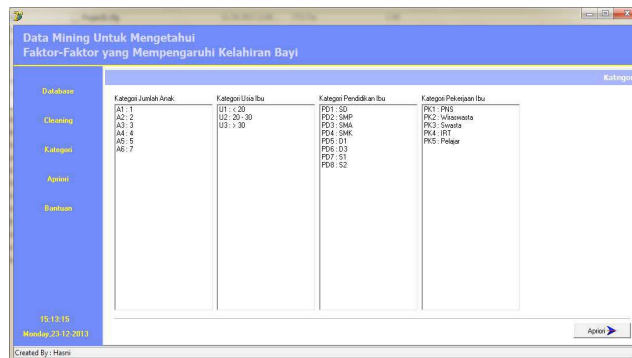 Data Mining Untuk Mengetahui
Faktor-Faktor yang Mempengaruhi Kelahiran Bayi
Kategori
Database
Cleaning
Kategori
Apriori
Bantuan
Kategori Jumlah Anak
A1 : 1
A2 : 2
A3 : 3
A4 : 4
A5 : 5
A6 : 7
Kategori Usia Ibu
U1 : < 20
U2 : 20 - 30
U3 : > 30
Kategori Pendidikan Ibu
PD1 : SD
PD2 : SMP
PD3 : SMA
PD4 : SMK
PD5 : D1
PD6 : D3
PD7 : S1
PD8 : S2
Kategori Pekerjaan Ibu
PK1 : PNS
PK2 : Wiraswasta
PK3 : Swasta
PK4 : IRT
PK5 : Pelajar
15:13:15
Monday,23-12-2013
Apriori
Created By : Hasni